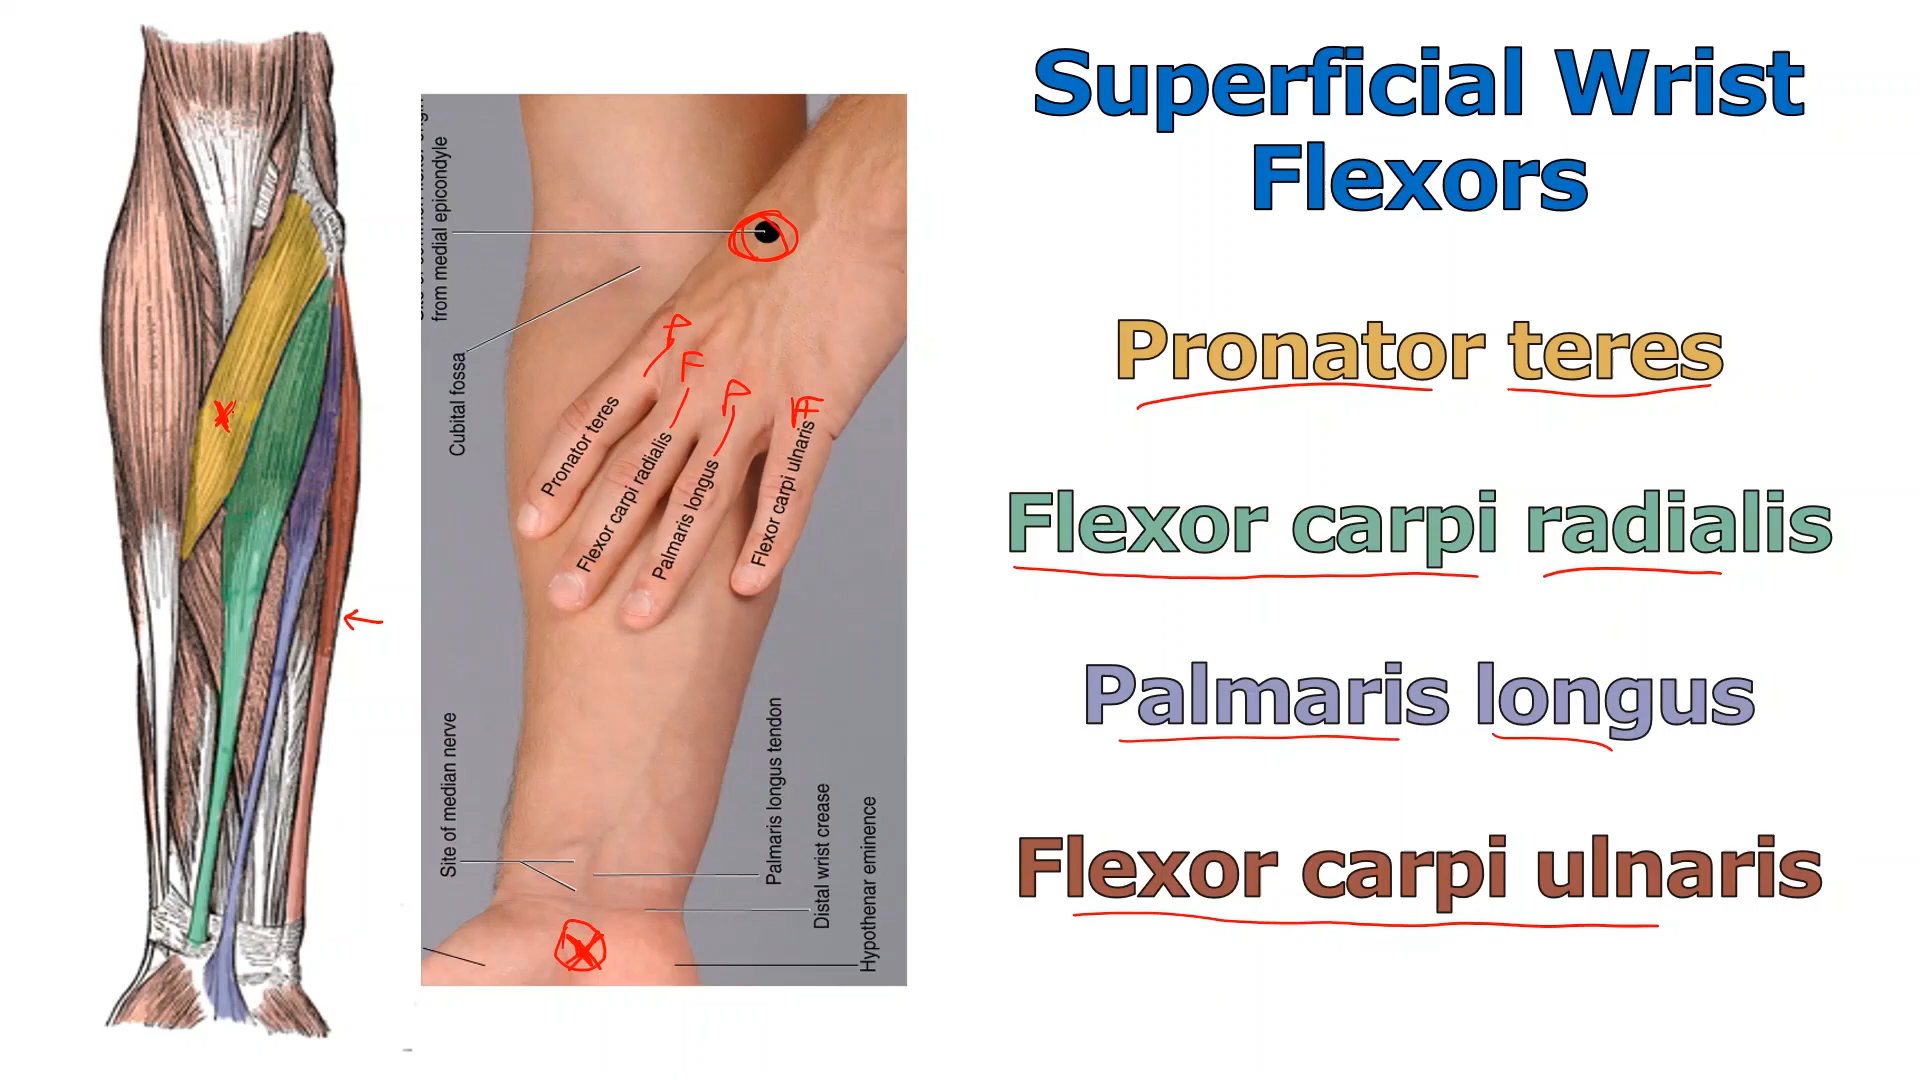 Superficial Wrist
Flexors
Pronator teres
Flexor carpi radialis
Palmaris longus
Flexor carpi ulnaris
from medial epicondyle
Cubital fossa
P
F
P
F
Pronator teres
Flexor carpi radialis
Palmaris longus
Flexor carpi ulnaris
Site of median nerve
Palmaris longus tendon
Distal wrist crease
Hypothenar eminence